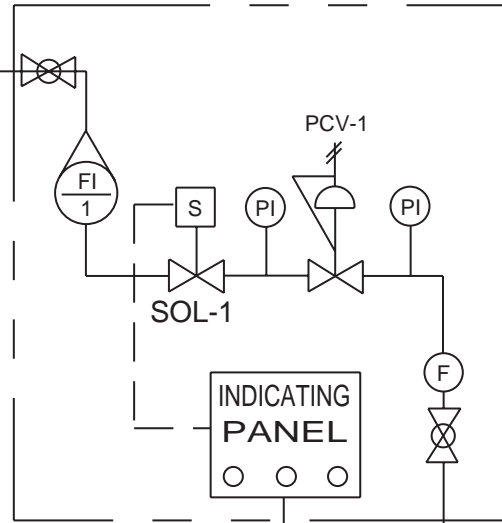 PCV-1
FI
1
S
PI
PI
SOL-1
F
INDICATING
PANEL